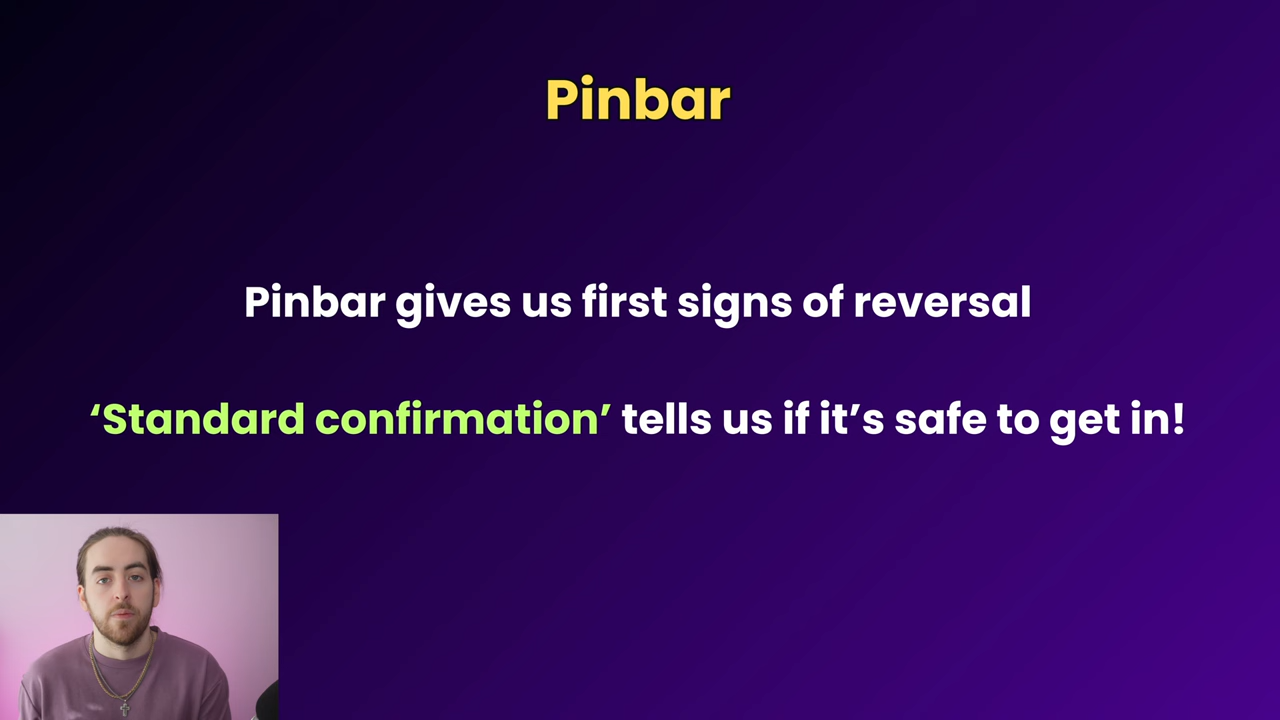 Pinbar
Pinbar gives us first signs of reversal
‘Standard confirmation’ tells us if it’s safe to get in!